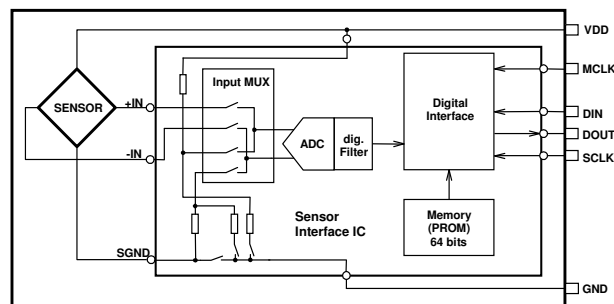 VDD
MCLK
Input MUX
SENSOR
+IN
Digital
Interface
DIN
DOUT
ADC
dig.
Filter
-IN
SCLK
Sensor
Interface IC
Memory
(PROM)
64 bits
SGND
GND